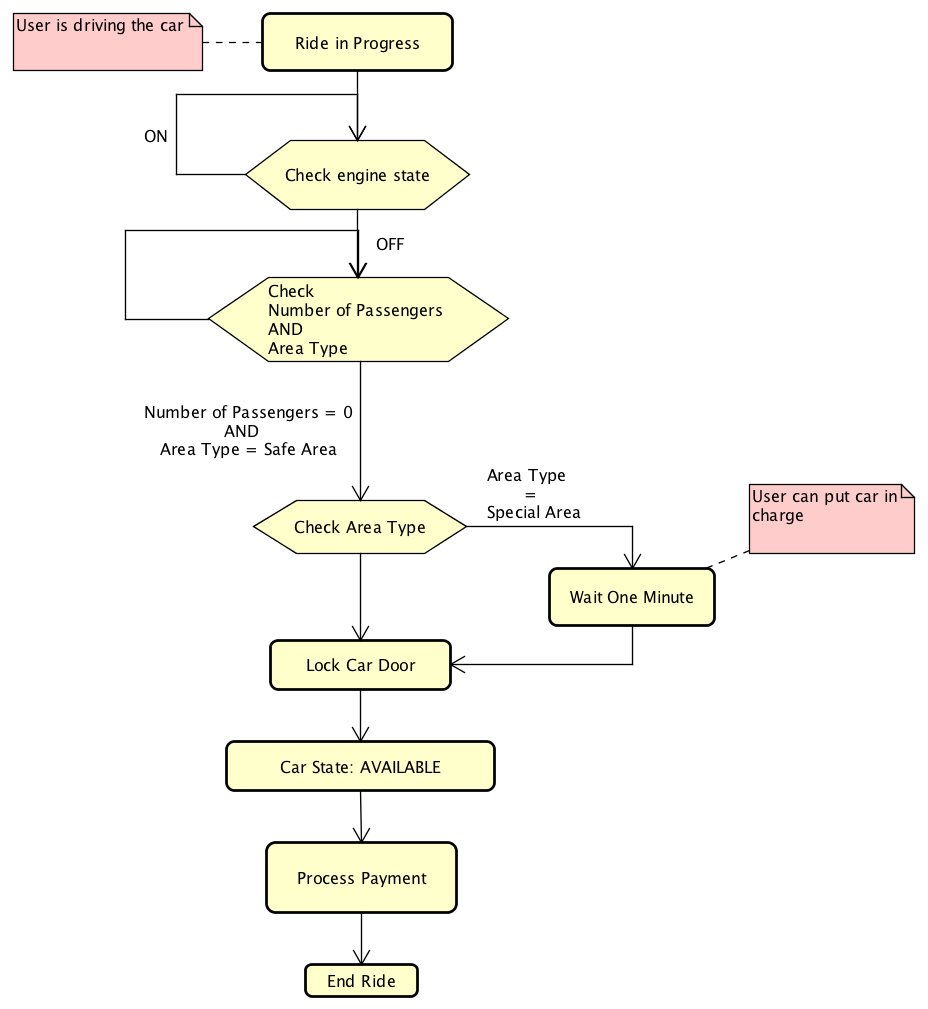 User is driving the car
Ride in Progress
ON
Check engine state
OFF
Check
Number of Passengers
AND
Area Type
Number of Passengers = 0
AND
Area Type = Safe Area
Area Type
=
Special Area
User can put car in
charge
Check Area Type
Wait One Minute
Lock Car Door
Car State: AVAILABLE
Process Payment
End Ride